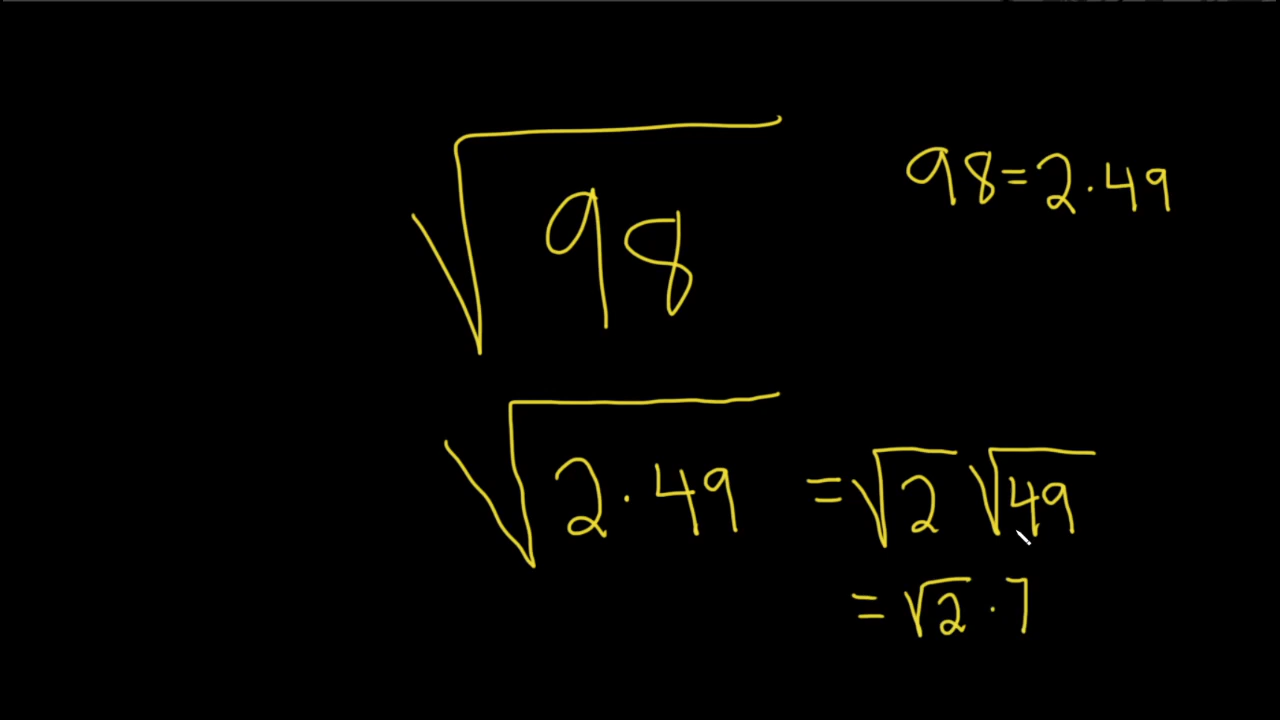 √98
98=2·49
√2·49 =√2 √49
= √2 · 7